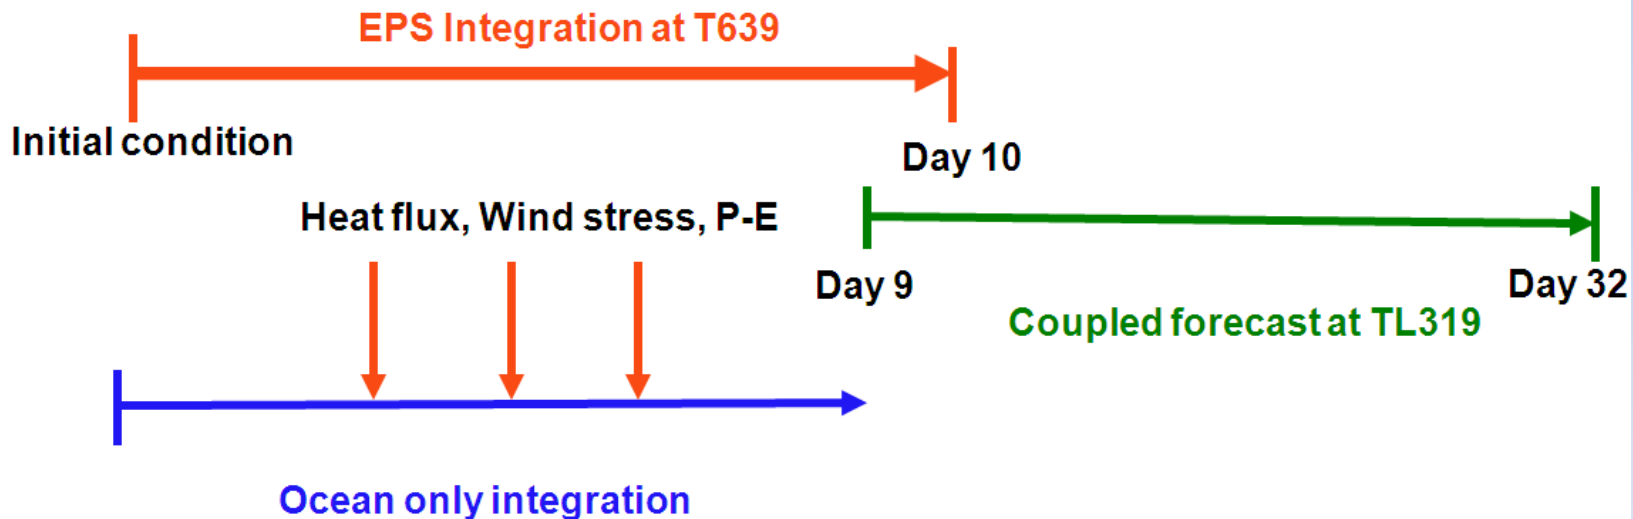 EPS Integration at T639
Initial condition
Day 10
Heat flux, Wind stress, P-E
Day 9
Day 32
Coupled forecast at TL319
Ocean only integration